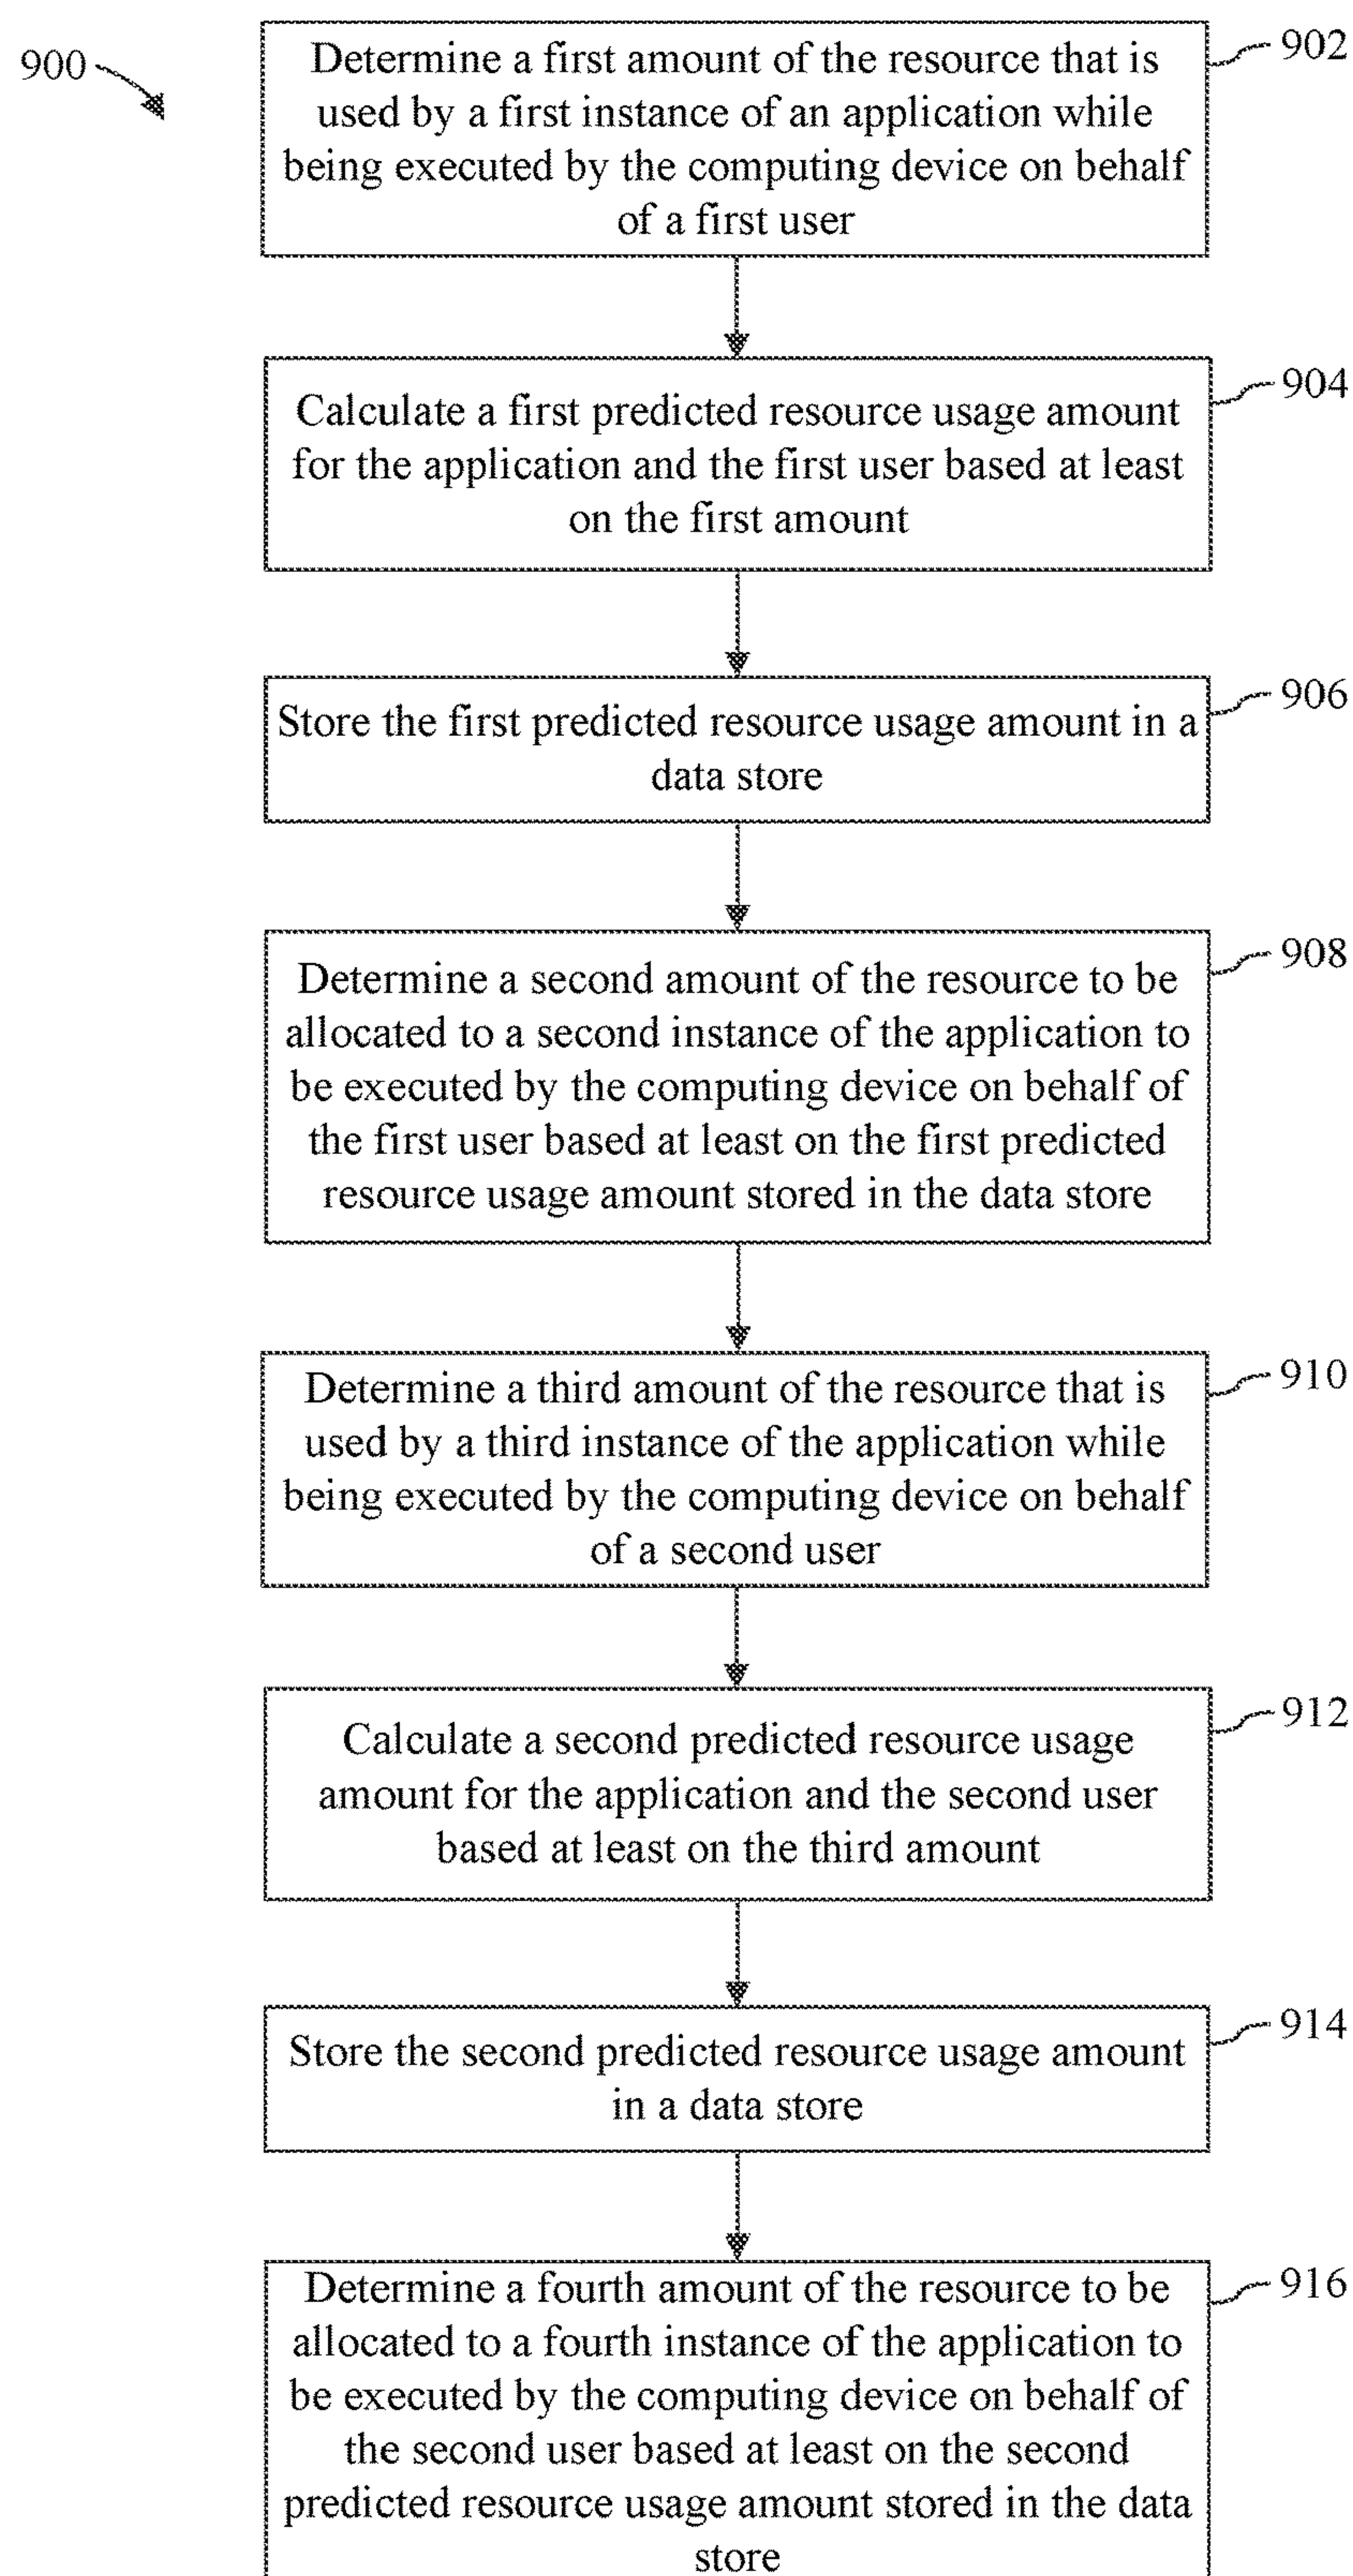 900
902
Determine a first amount of the resource that is
used by a first instance of an application while
being executed by the computing device on behalf
of a first user
904
Calculate a first predicted resource usage amount
for the application and the first user based at least
on the first amount
906
Store the first predicted resource usage amount in a
data store
908
Determine a second amount of the resource to be
allocated to a second instance of the application to
be executed by the computing device on behalf of
the first user based at least on the first predicted
resource usage amount stored in the data store
910
Determine a third amount of the resource that is
used by a third instance of the application while
being executed by the computing device on behalf
of a second user
912
Calculate a second predicted resource usage
amount for the application and the second user
based at least on the third amount
914
Store the second predicted resource usage amount
in a data store
916
Determine a fourth amount of the resource to be
allocated to a fourth instance of the application to
be executed by the computing device on behalf of
the second user based at least on the second
predicted resource usage amount stored in the data
store